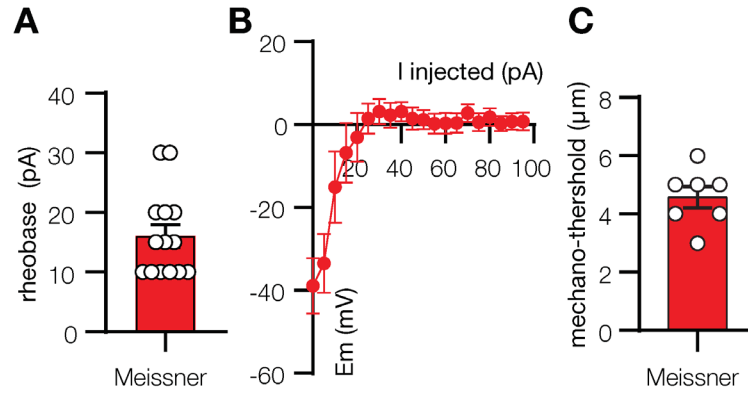 A
rheobase (pA)
40
30
20
10
0
Meissner
B
I injected (pA)
20
0
-20
-40
-60
20 40 60 80 100
Em (mV)
C
mechano-thershold (µm)
8
6
4
2
0
Meissner